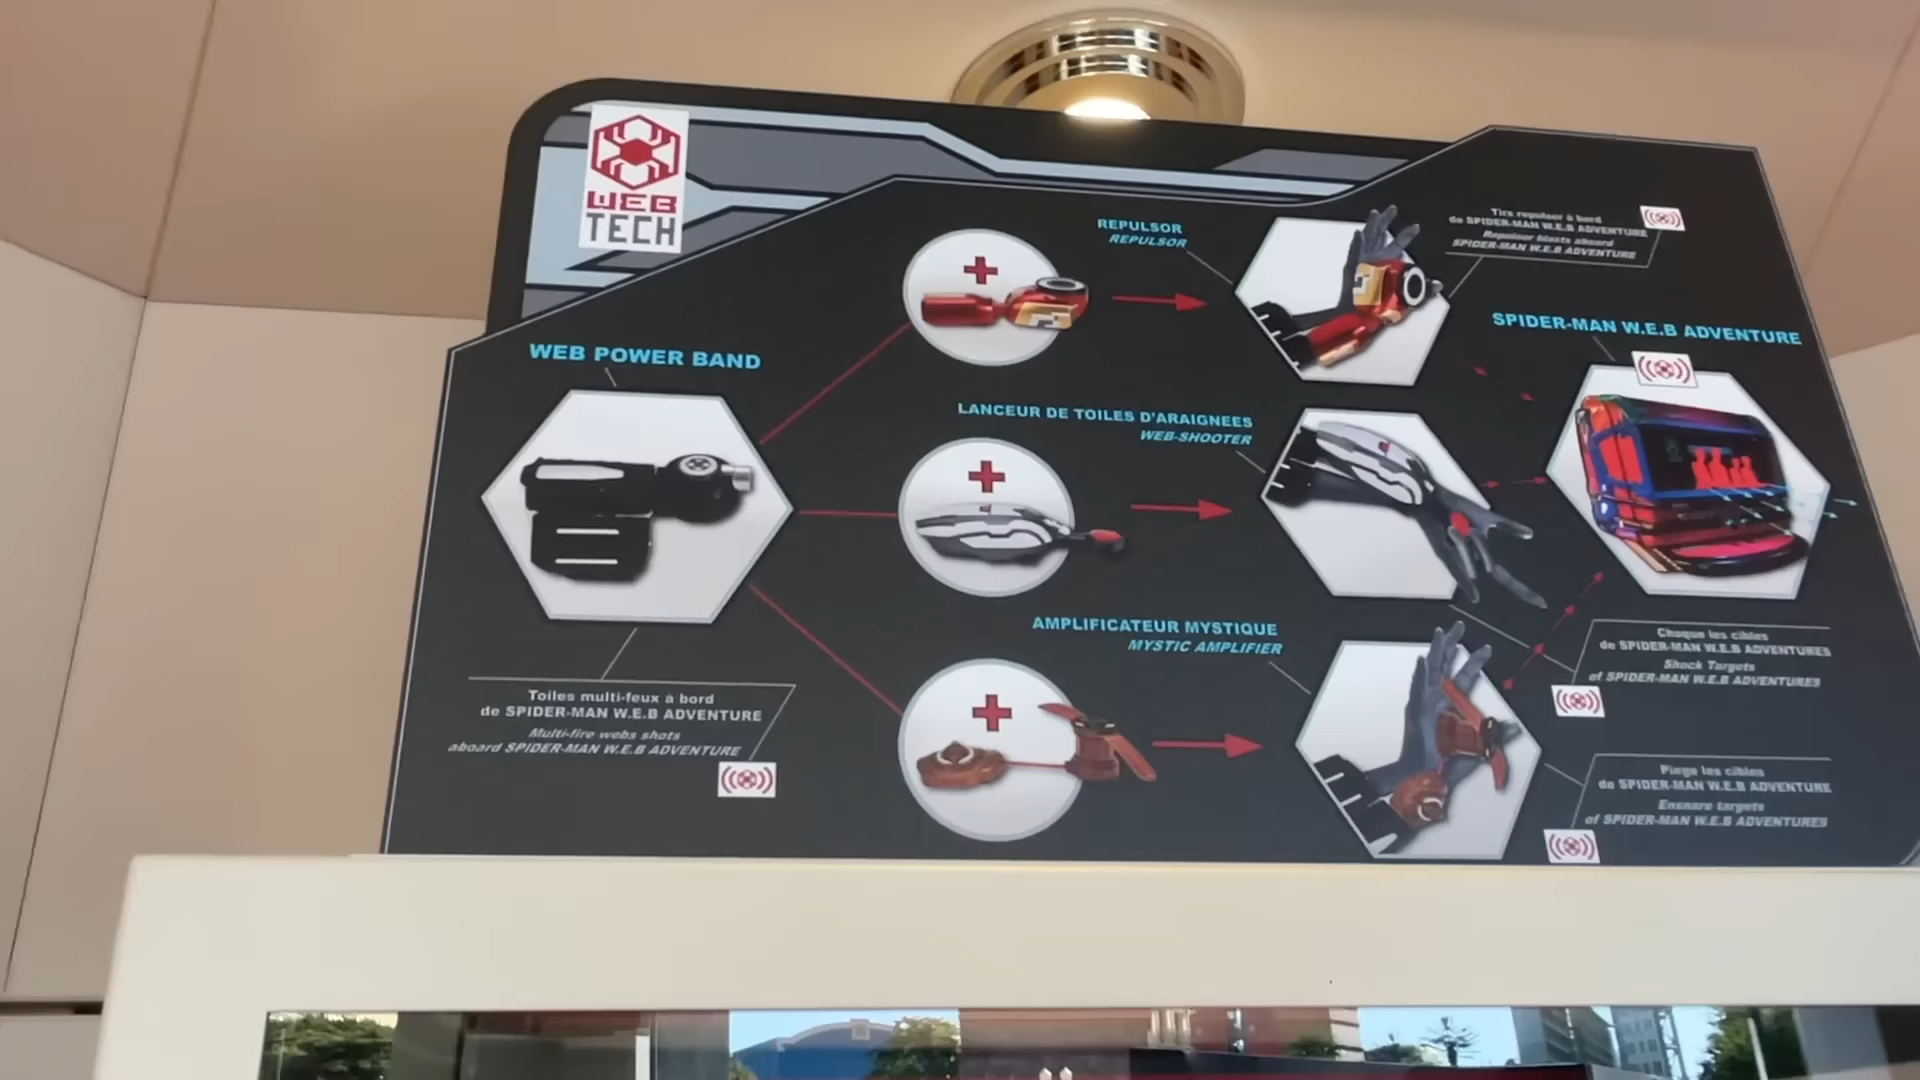 WEB
TECH
REPULSOR
REPULSOR
Tirs repulsor à bord
de SPIDER-MAN W.E.B ADVENTURE
Repulsor blasts aboard
SPIDER-MAN W.E.B ADVENTURE
SPIDER-MAN W.E.B ADVENTURE
WEB POWER BAND
LANCEUR DE TOILES D'ARAIGNEES
WEB-SHOOTER
AMPLIFICATEUR MYSTIQUE
MYSTIC AMPLIFIER
Toiles multi-feux à bord
de SPIDER-MAN W.E.B ADVENTURE
Multi-fire webs shots
aboard SPIDER-MAN W.E.B ADVENTURE
Choque les cibles
de SPIDER-MAN W.E.B ADVENTURES
Shock Targets
of SPIDER-MAN W.E.B ADVENTURES
Piege les cibles
de SPIDER-MAN W.E.B ADVENTURE
Ensnare targets
of SPIDER-MAN W.E.B ADVENTURES